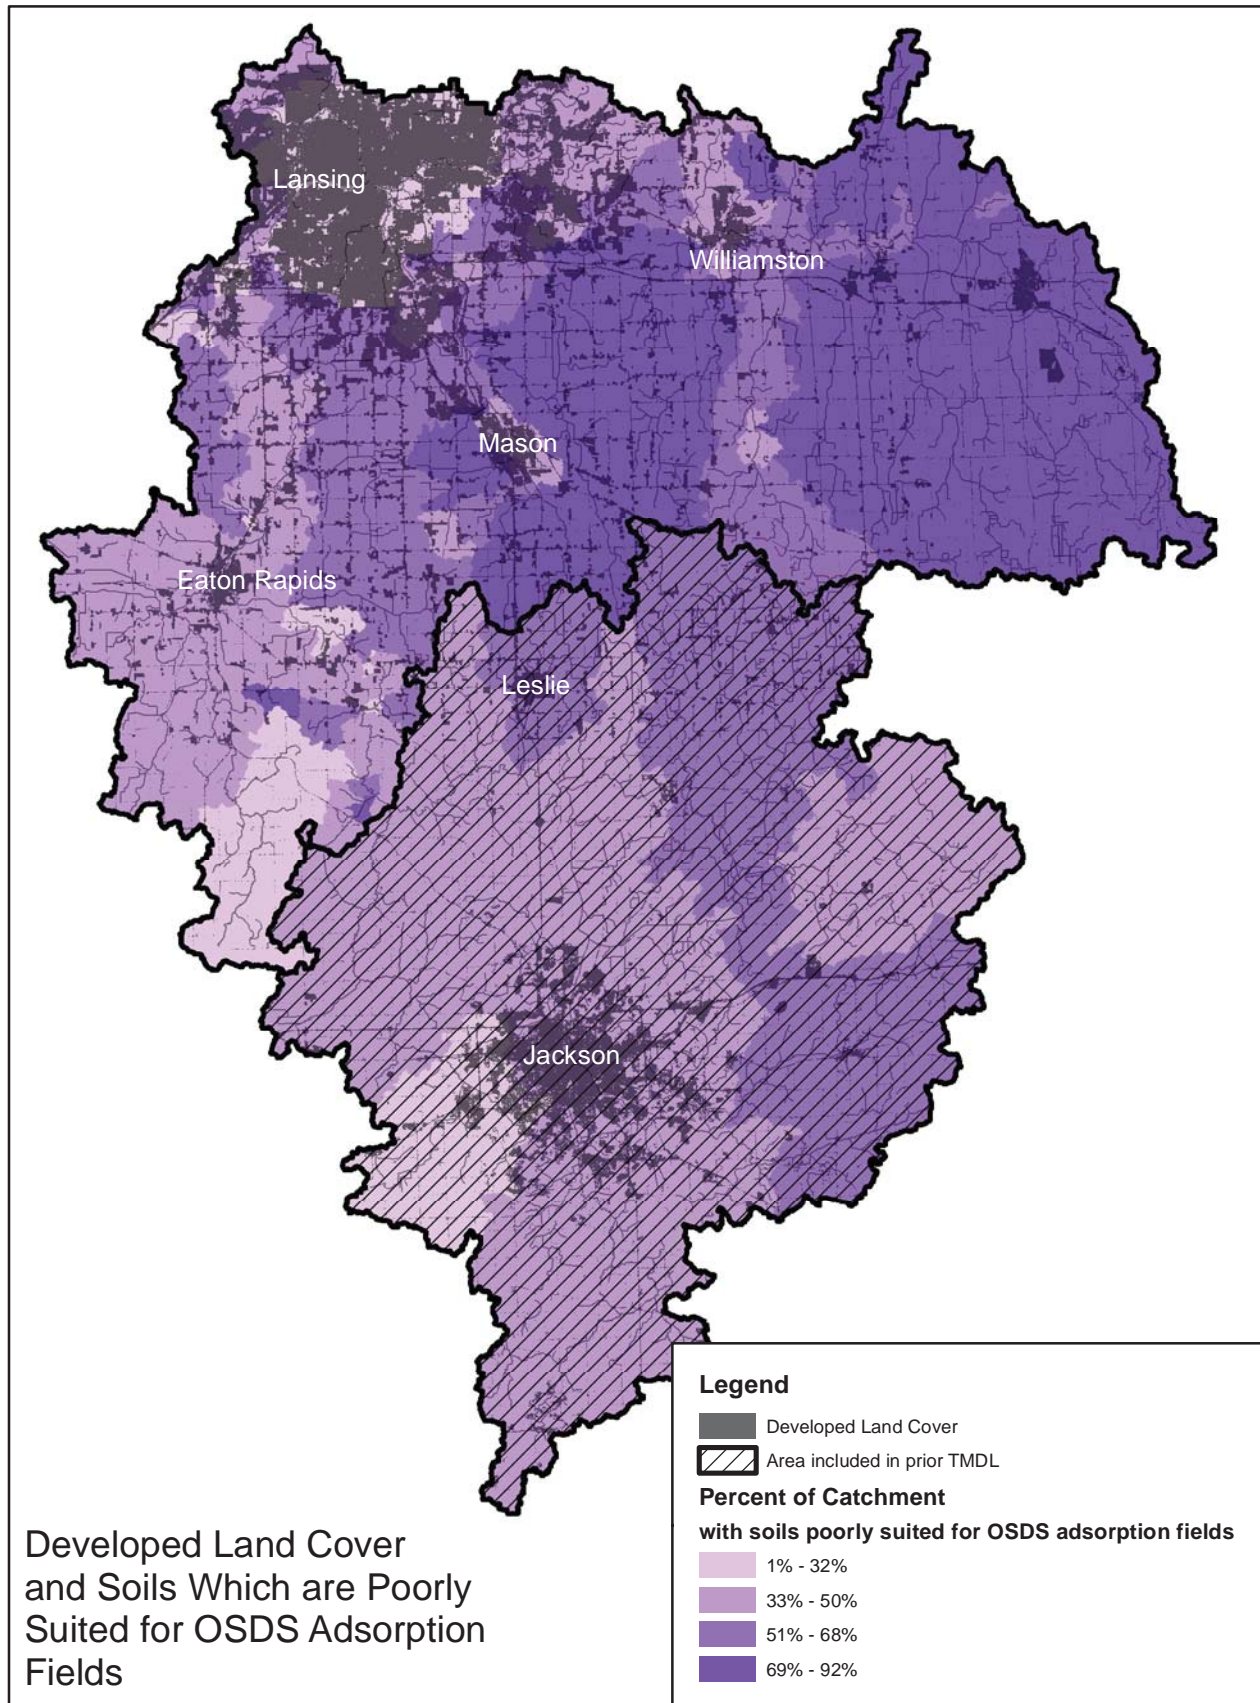 Lansing
Williamston
Mason
Eaton Rapids
Leslie
Jackson
Legend
Developed Land Cover
Area included in prior TMDL
Percent of Catchment
with soils poorly suited for OSDS adsorption fields
1% - 32%
33% - 50%
51% - 68%
69% - 92%
Developed Land Cover
and Soils Which are Poorly
Suited for OSDS Adsorption
Fields